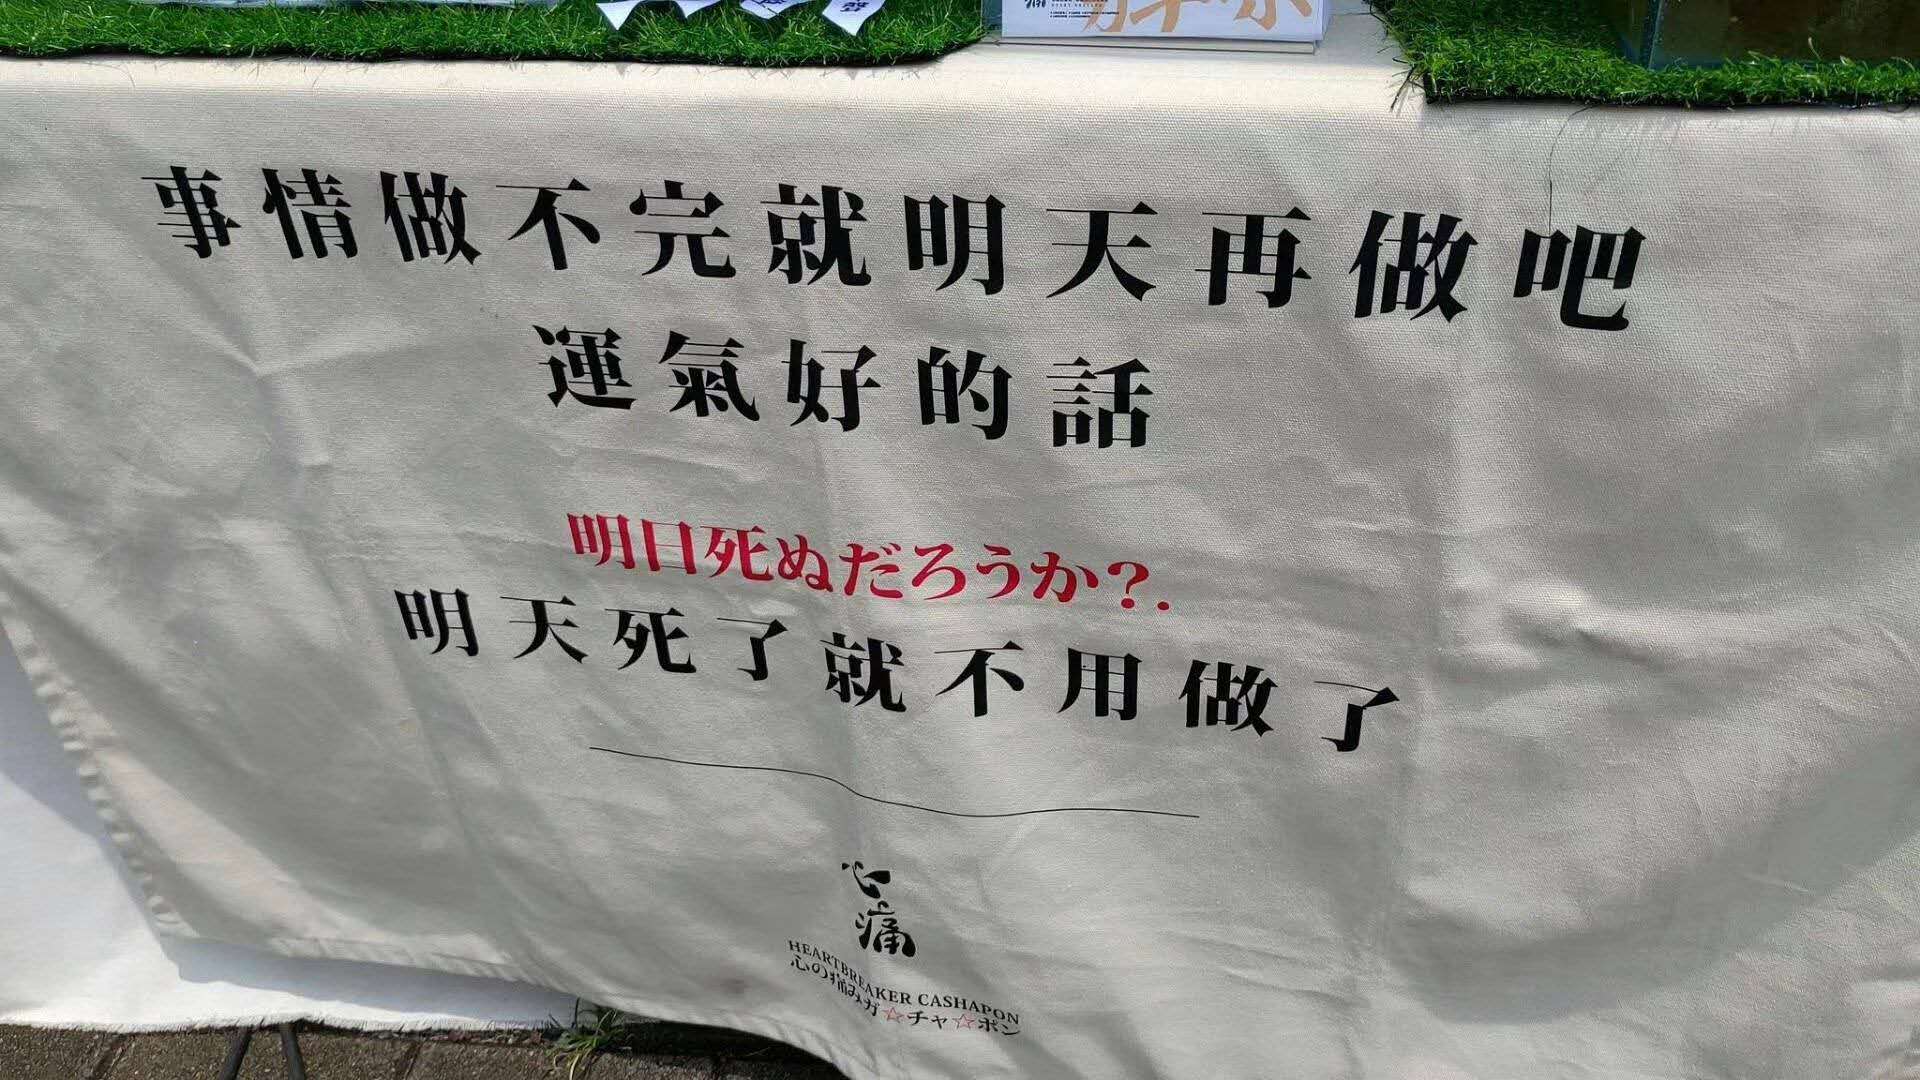 事情做不完就明天再做吧
運氣好的話
明日死ぬだろうか?.
明天死了就不用做了
心痛
HEARTBREAKER CASHAPON
心の痛みガ☆チャ☆ポン